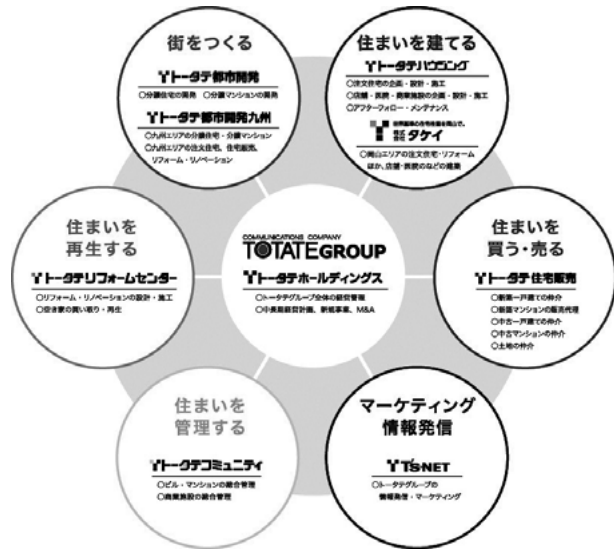 街をつくる
トータテ都市開発
○分譲住宅の開発 ○分譲マンションの開発
トータテ都市開発九州
○九州エリアの分譲住宅・分譲マンション
○九州エリアの注文住宅、住宅販売、
リフォーム・リノベーション
住まいを建てる
トータテハウジング
○注文住宅の企画・設計・施工
○店舗・医院・商業施設の企画・設計・施工
○アフターフォロー・メンテナンス
世界基準の住宅性能を岡山で。
株式会社 タケイ
○岡山エリアの注文住宅・リフォーム
ほか、店舗・医院のなどの建築
住まいを
再生する
トータテリフォームセンター
○リフォーム・リノベーションの設計・施工
○空き家の買い取り・再生
COMMUNICATIONS COMPANY
TOTATE GROUP
トータテホールディングス
○トータテグループ全体の経営管理
○中長期経営計画、新規事業、M&A
住まいを
買う・売る
トータテ住宅販売
○新築一戸建ての仲介
○新築マンションの販売代理
○中古一戸建ての仲介
○中古マンションの仲介
○土地の仲介
住まいを
管理する
トータテコミュニティ
○ビル・マンションの総合管理
○商業施設の総合管理
マーケティング
情報発信
T'SNET
○トータテグループの
情報発信・マーケティング